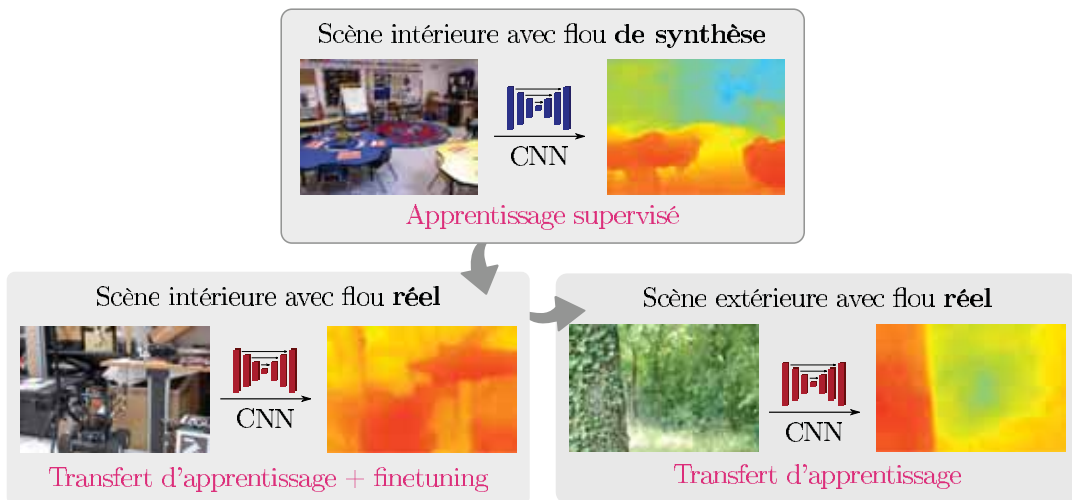 Scène intérieure avec flou de synthèse
CNN
Apprentissage supervisé
Scène intérieure avec flou réel
CNN
Transfert d'apprentissage + finetuning
Scène extérieure avec flou réel
CNN
Transfert d'apprentissage